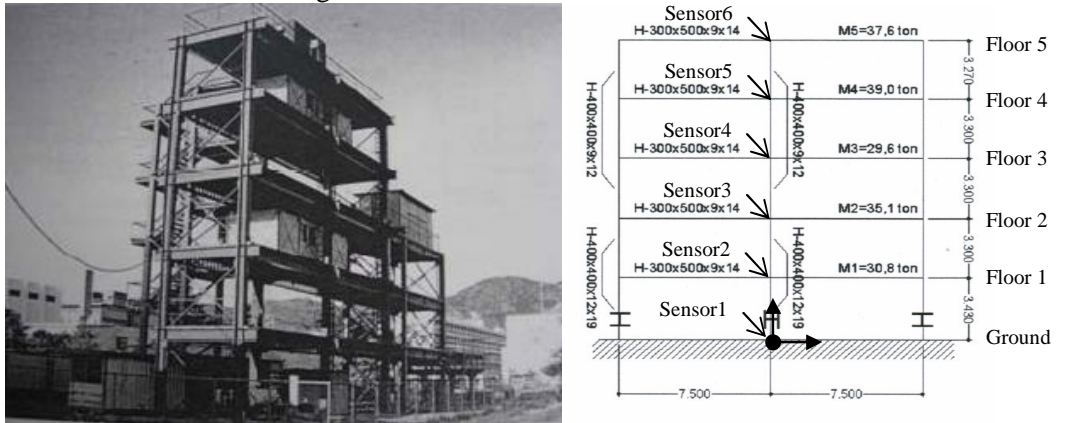 Sensor6
H-300x500x9x14 M5=37,6 ton
Floor 5
3.270
Sensor5
H-300x500x9x14 M4=39,0 ton
Floor 4
H-400x400x9x12
H-400x400x9x12
3.300
Sensor4
H-300x500x9x14 M3=29,6 ton
Floor 3
3.300
Sensor3
H-300x500x9x14 M2=35,1 ton
Floor 2
3.300
Sensor2
H-300x500x9x14 M1=30,8 ton
Floor 1
H-400x400x12x19
H-400x400x12x19
3.430
Sensor1
Ground
7.500 7.500